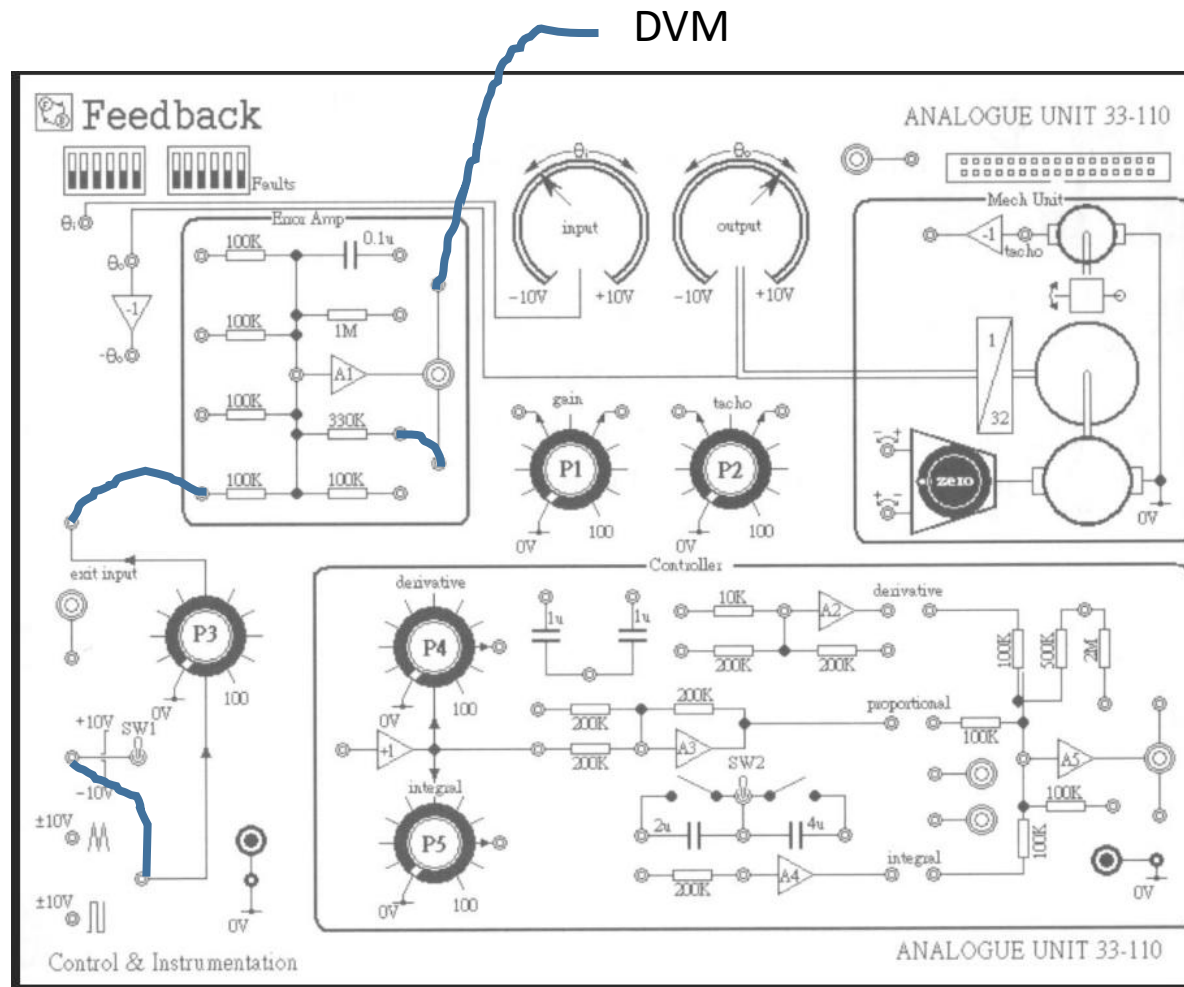 DVM
Feedback
ANALOGUE UNIT 33-110
Faults
θi
θo
θi
θo
-θo
-1
Error Amp
100K
0.1u
100K
1M
A1
100K
330K
100K
100K
input
-10V
+10V
output
-10V
+10V
Mech Unit
-1
tacho
1
32
- +
zero
+ -
0V
gain
P1
0V
100
tacho
P2
0V
100
exit input
P3
0V
100
+10V
SW1
-10V
±10V
±10V
0V
Controller
derivative
P4
0V
100
+1
integral
P5
0V
100
1u
1u
10K
A2
200K
200K
derivative
100K
500K
2M
200K
200K
200K
A3
proportional
100K
SW2
A5
2u
4u
100K
200K
A4
integral
100K
0V
Control & Instrumentation
ANALOGUE UNIT 33-110